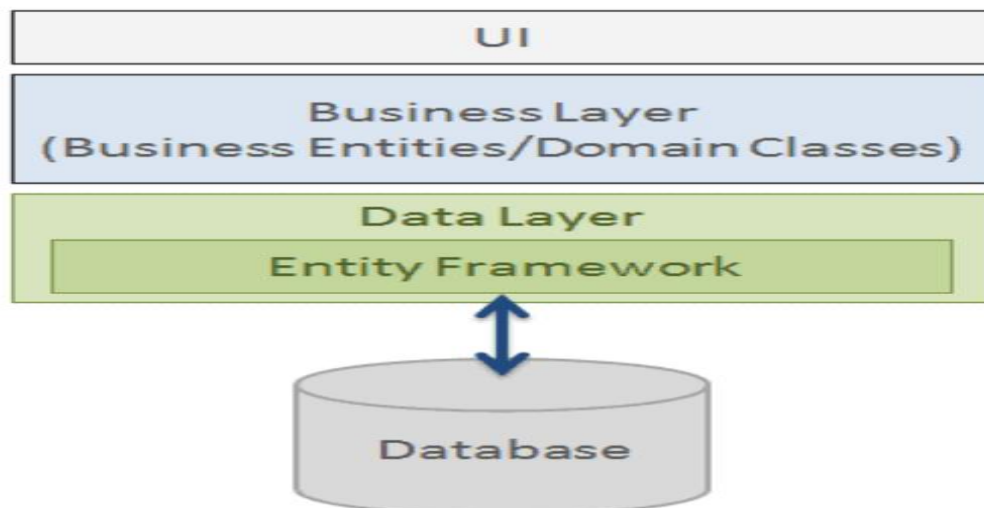 UI
Business Layer
(Business Entities/Domain Classes)
Data Layer
Entity Framework
Database